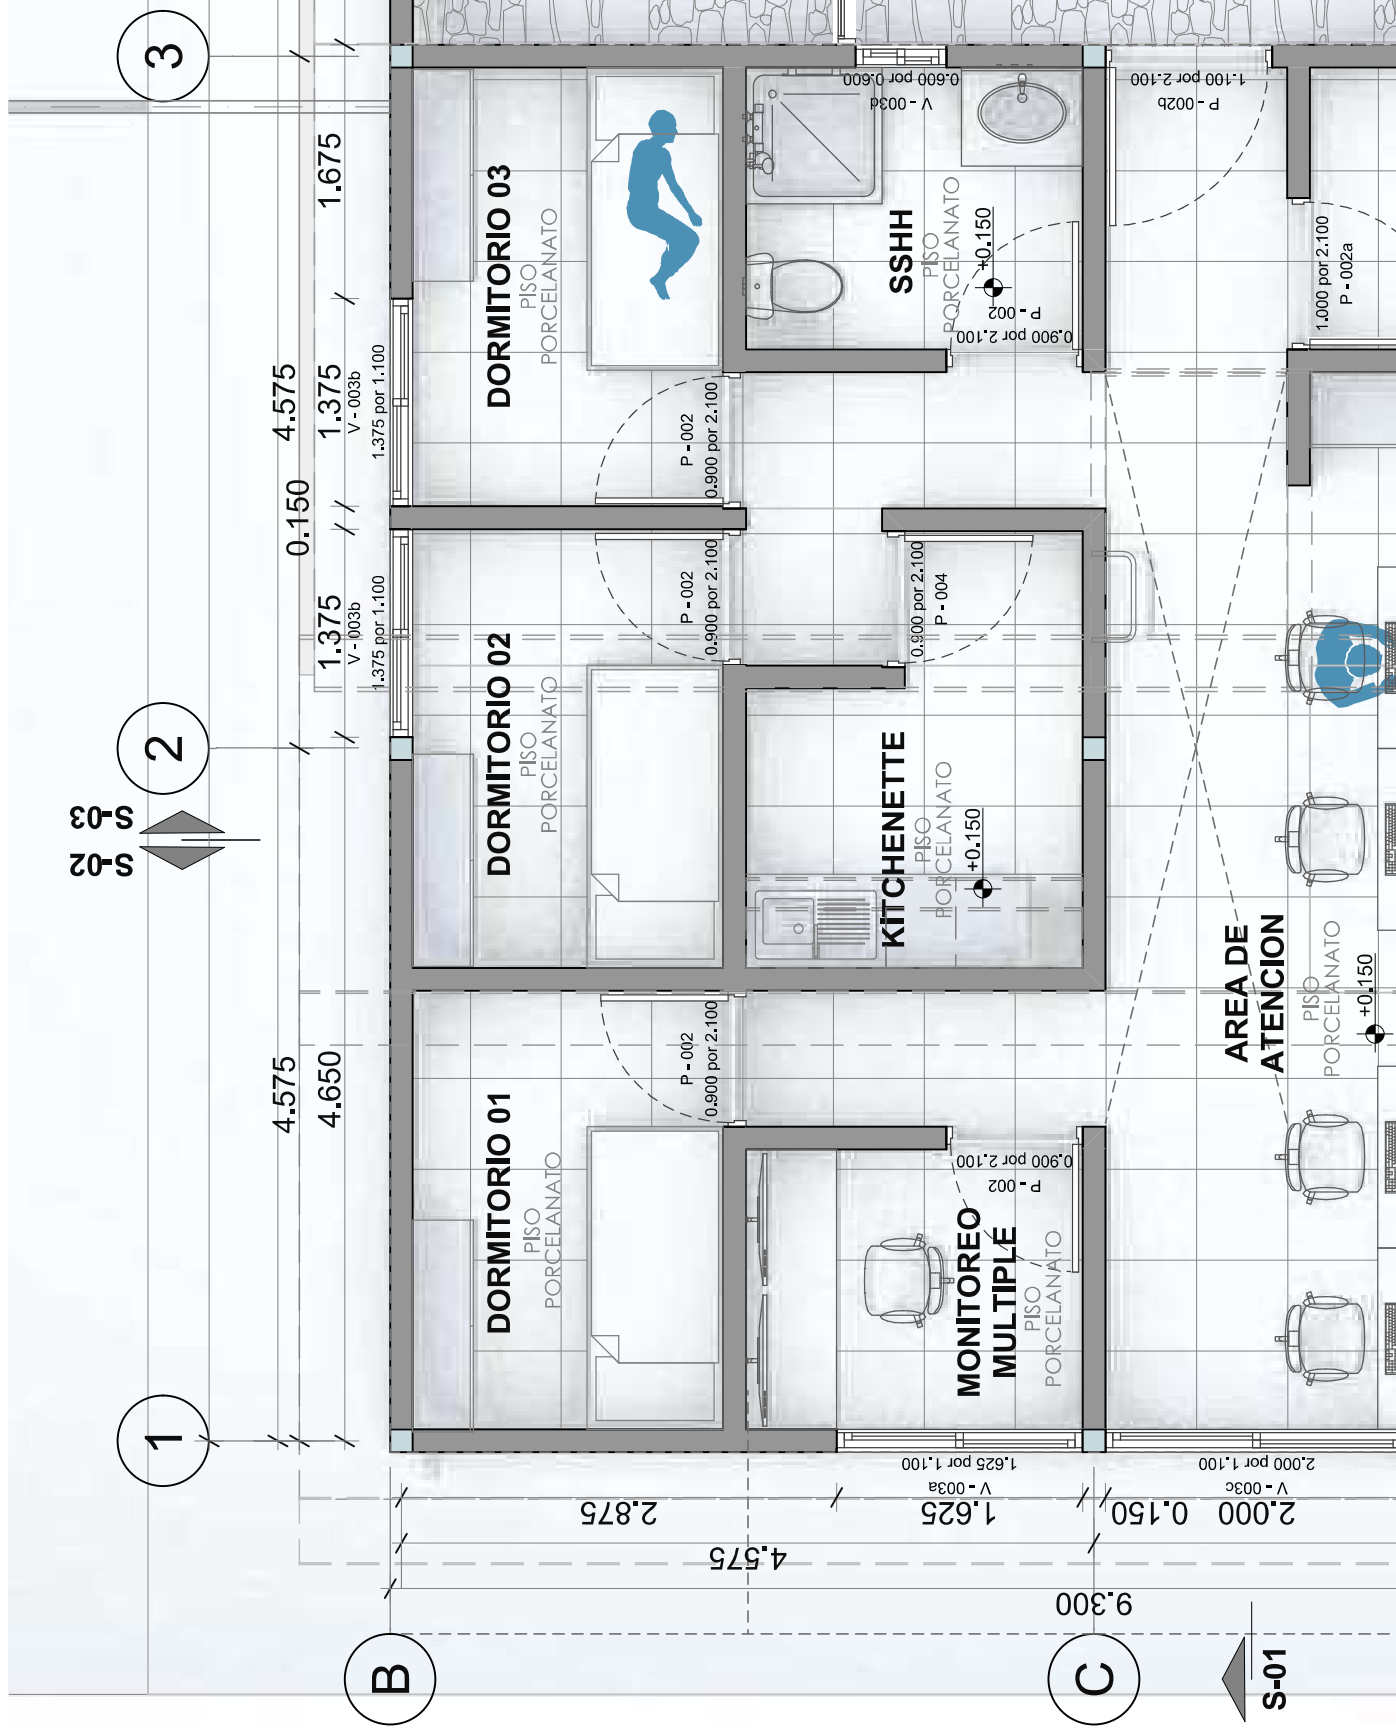 3
2
1
B
C
S-03
S-02
S-01
4.575
4.575
1.675
1.375
V - 003b
1.375 por 1.100
0.150
1.375
V - 003b
1.375 por 1.100
4.650
DORMITORIO 03
PISO
PORCELANATO
P - 002
0.900 por 2.100
DORMITORIO 02
PISO
PORCELANATO
P - 002
0.900 por 2.100
DORMITORIO 01
PISO
PORCELANATO
P - 002
0.900 por 2.100
SSHH
PISO
PORCELANATO
+0.150
V - 003d
0.600 por 0.600
P - 002
0.900 por 2.100
P - 002b
1.100 por 2.100
1.000 por 2.100
P - 002a
0.900 por 2.100
P - 004
KITCHENETTE
PISO
PORCELANATO
+0.150
MONITOREO
MULTIPLE
PISO
PORCELANATO
P - 002
0.900 por 2.100
AREA DE
ATENCION
PISO
PORCELANATO
+0.150
V - 003a
1.625 por 1.100
V - 003c
2.000 por 1.100
2.875
1.625
0.150
2.000
4.575
9.300